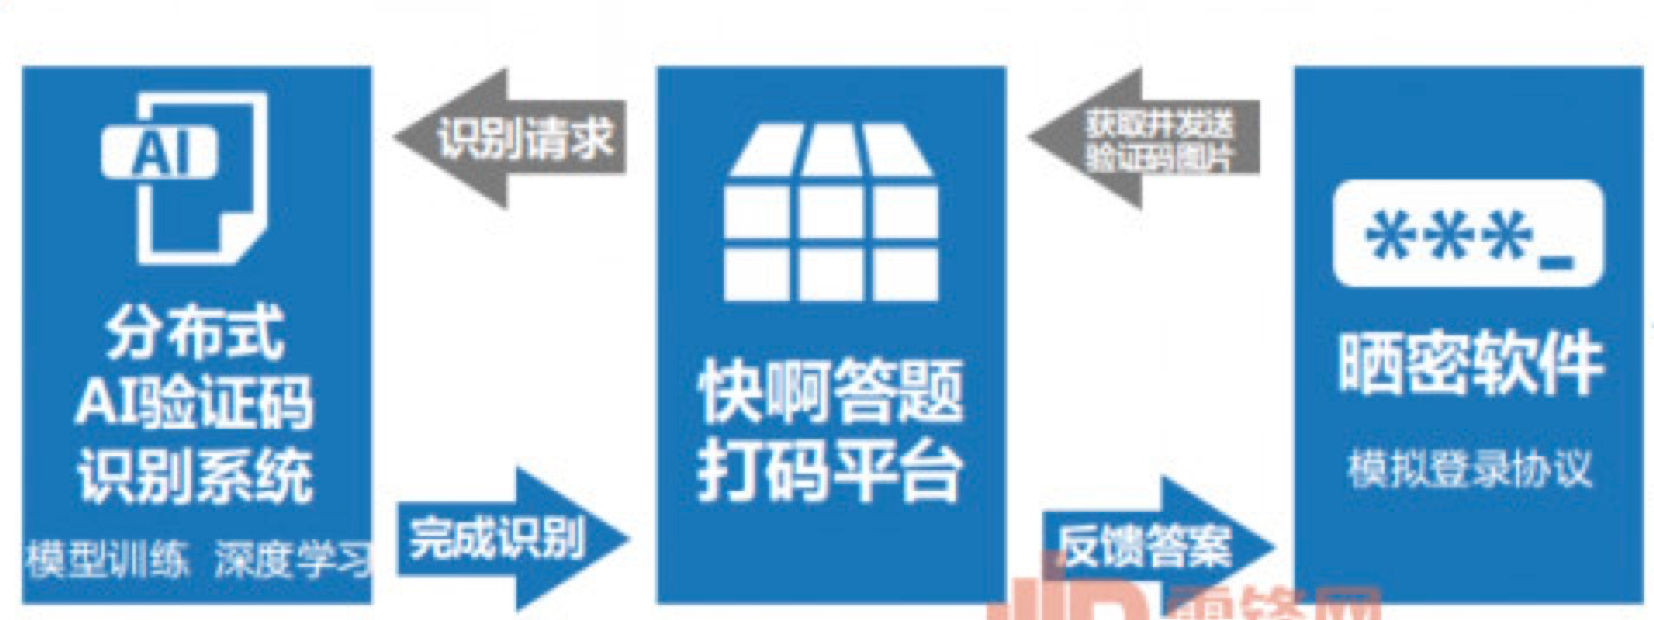 AI
分布式
AI验证码
识别系统
模型训练 深度学习
识别请求
完成识别
快啊答题
打码平台
获取并发送
验证码图片
反馈答案
***_
晒密软件
模拟登录协议
雷锋网